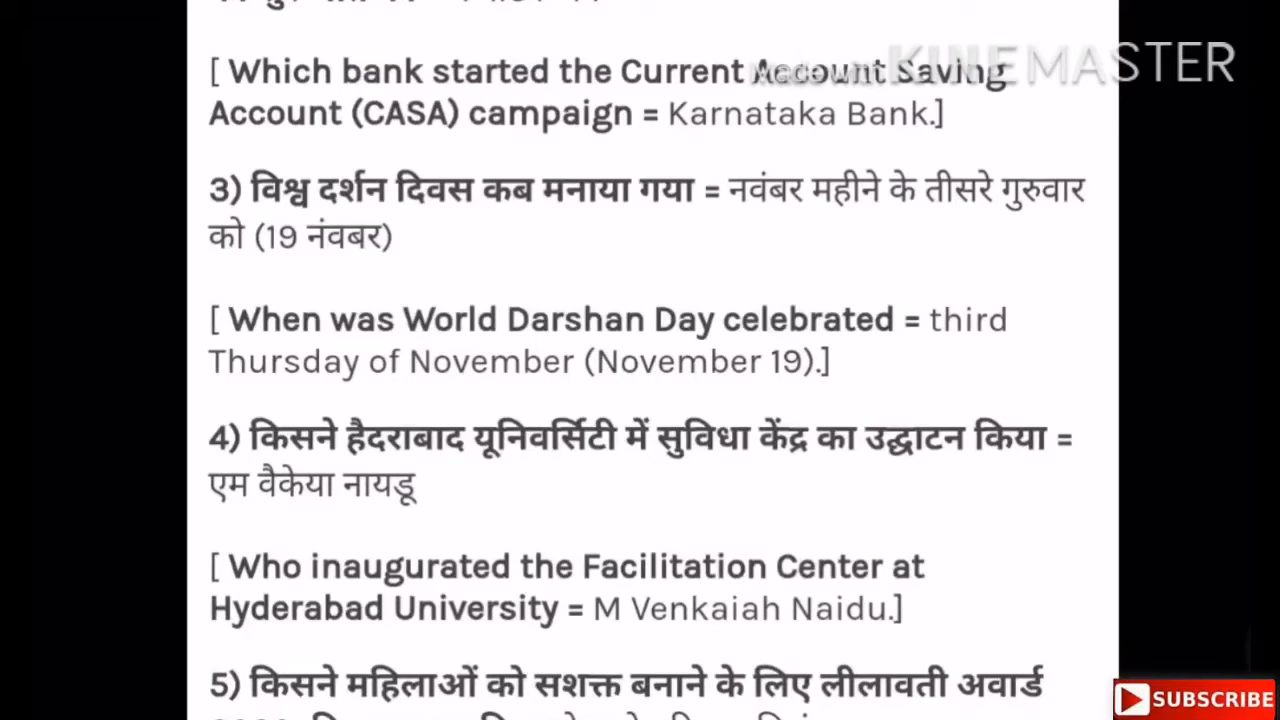 [ Which bank started the Current Account Saving
Made with KINEMASTER
Account (CASA) campaign = Karnataka Bank.]
3) विश्व दर्शन दिवस कब मनाया गया = नवंबर महीने के तीसरे गुरुवार
को (19 नंवबर)
[ When was World Darshan Day celebrated = third
Thursday of November (November 19).]
4) किसने हैदराबाद यूनिवर्सिटी में सुविधा केंद्र का उद्घाटन किया =
एम वैकेया नायडू
[ Who inaugurated the Facilitation Center at
Hyderabad University = M Venkaiah Naidu.]
5) किसने महिलाओं को सशक्त बनाने के लिए लीलावती अवार्ड
SUBSCRIBE